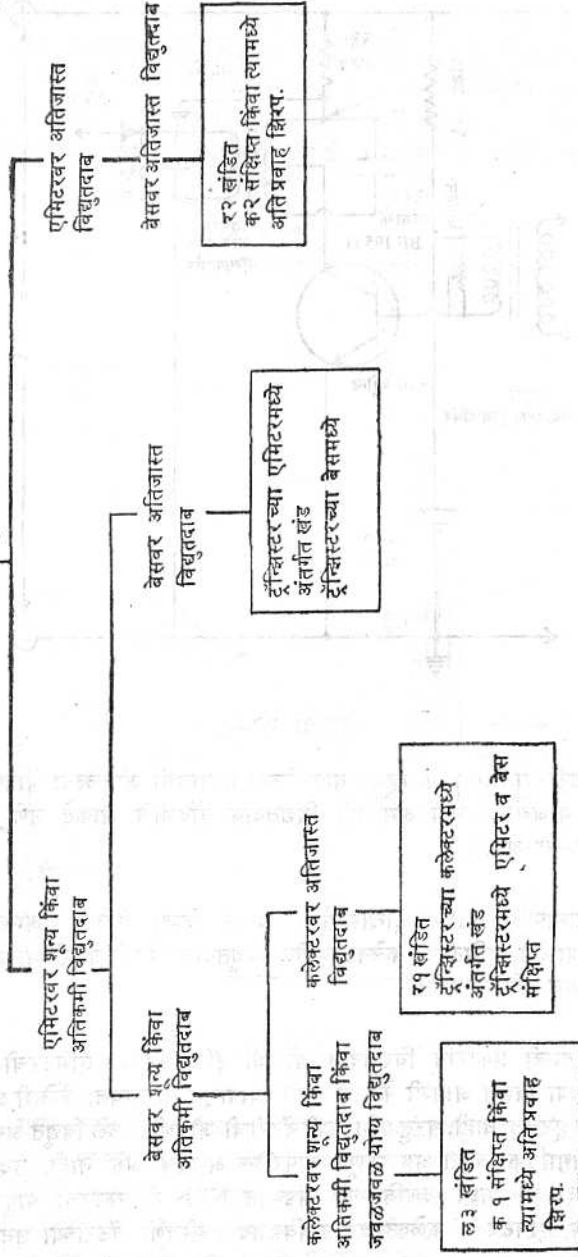 एमिटरवर शून्य किंवा
अतिकमी विद्युतदाब
एमिटरवर अतिजास्त
विद्युतदाब
बेसवर शून्य किंवा
अतिकमी विद्युतदाब
बेसवर अतिजास्त
विद्युतदाब
बेसवर अतिजास्त विद्युतदाब
कलेक्टरवर शून्य किंवा
अतिकमी विद्युतदाब किंवा
जवळजवळ योग्य विद्युतदाब
कलेक्टरवर अतिजास्त
विद्युतदाब
ट्रॅन्झिस्टरच्या एमिटरमध्ये
अंतर्गत खंड
ट्रॅन्झिस्टरच्या बेसमध्ये
र२ खंडित
क२ संक्षिप्त किंवा त्यामध्ये
अति प्रवाह झिरप.
ल३ खंडित
क १ संक्षिप्त किंवा
त्यामध्ये अति प्रवाह
झिरप.
र१ खंडित
ट्रॅन्झिस्टरच्या कलेक्टरमध्ये
अंतर्गत खंड
ट्रॅन्झिस्टरमध्ये एमिटर व बेस
संक्षिप्त